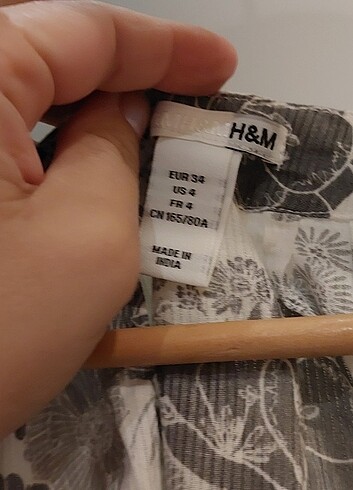 H&M
EUR 34
US 4
FR 4
CN 165/80A
MADE IN
INDIA